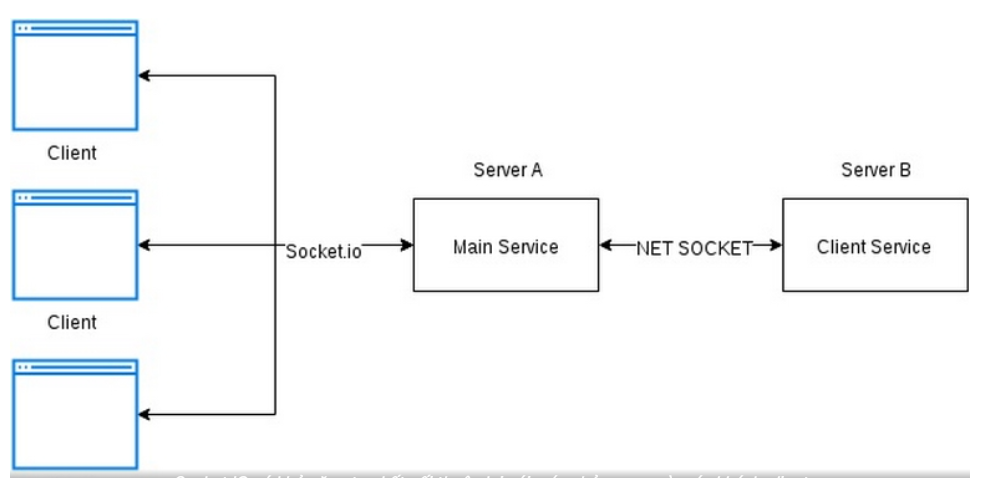 Client
Server A
Server B
Socket.io
Main Service
NET SOCKET
Client Service
Client